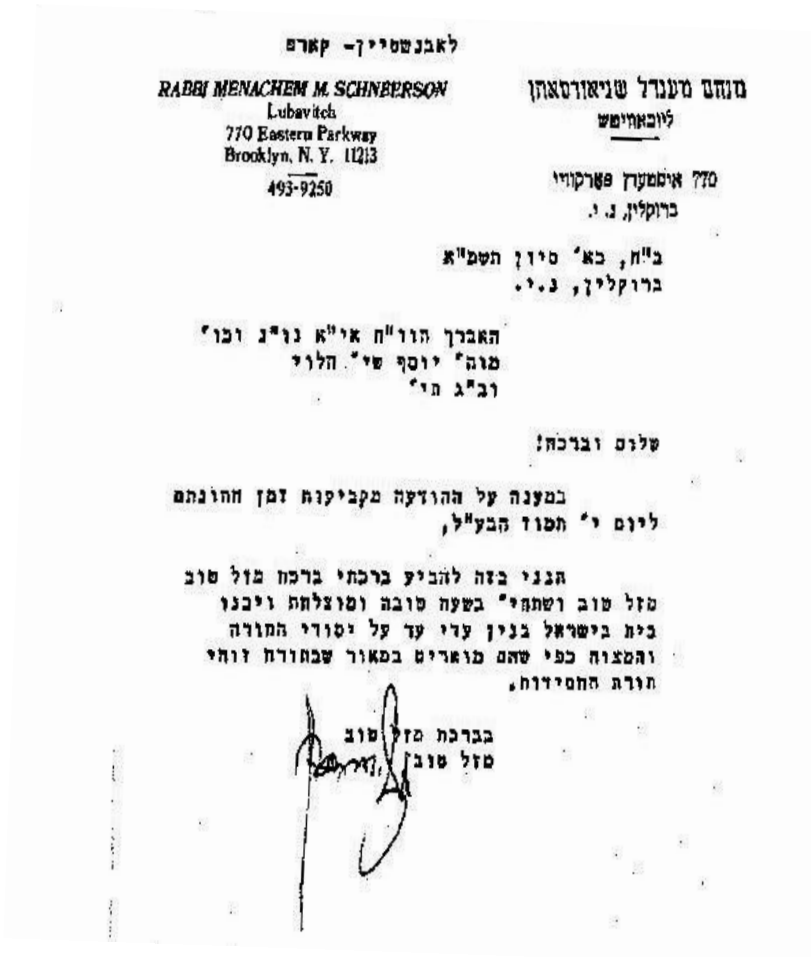 לאבנשטיין- קארפ
RABBI MENACHEM M. SCHNEERSON
Lubavitch
770 Eastern Parkway
Brooklyn, N. Y. 11213
493-9250
מנחם מענדל שניאורסאהן
ליובאוויטש
770 איסטערן פארקוויי
ברוקלין, נ. י.
ב"ה, כא' סיון תשמ"א
ברוקלין, נ.י.
האברך הוו"ח אי"א נו"נ וכו'
מוה' יוסף שי' הלוי
וב"ג תי'
שלום וברכה!
במענה על ההודעה מקביעות זמן חתונתם
ליום י' תמוז הבע"ל,
הנני בזה להביע ברכתי ברכת מזל טוב
מזל טוב ושתהי' בשעה טובה ומוצלחת ויבנו
בית בישראל בנין עדי עד על יסודי התורה
והמצוה כפי שהם מוארים במאור שבתורה זוהי
תורת החסידות.
בברכת מזל טוב
מזל טוב